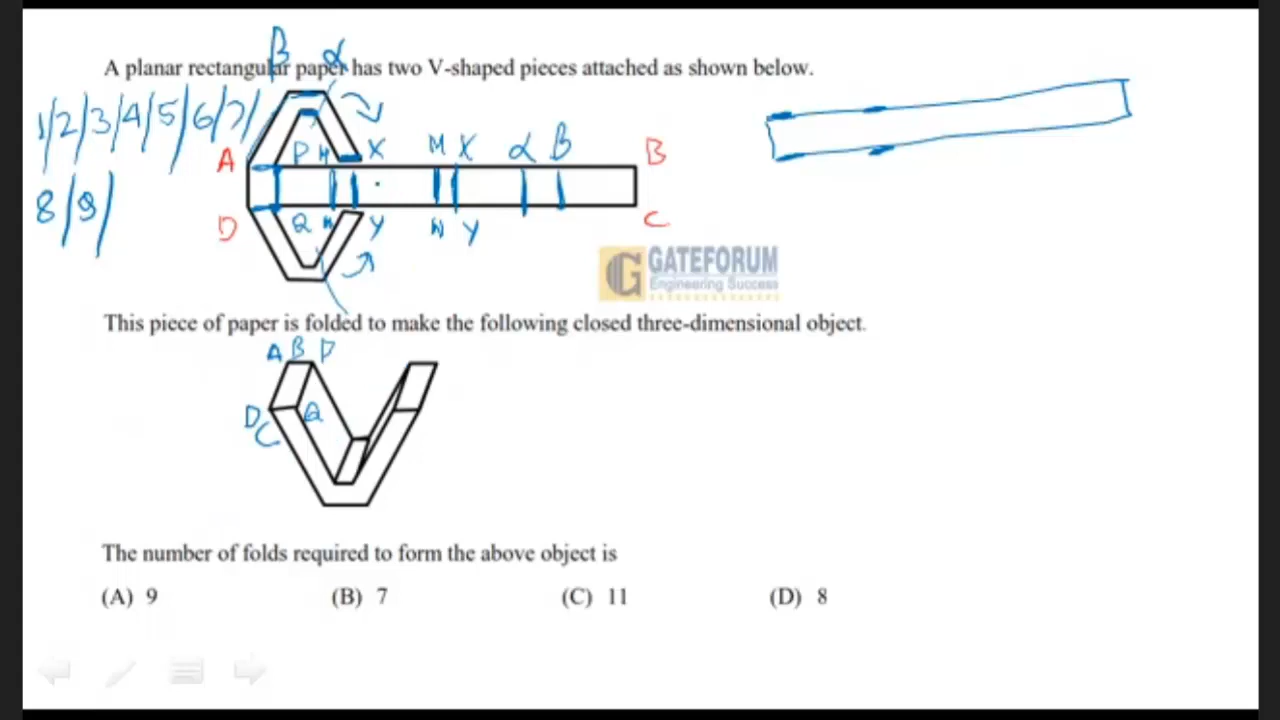 β α
A planar rectangular paper has two V-shaped pieces attached as shown below.
1/2/3/4/5/6/7/
8/9/
A P M X M X α β B
D Q N Y N Y C
GATEFORUM
Engineering Success
This piece of paper is folded to make the following closed three-dimensional object.
A B P
D Q
C
The number of folds required to form the above object is
(A) 9 (B) 7 (C) 11 (D) 8